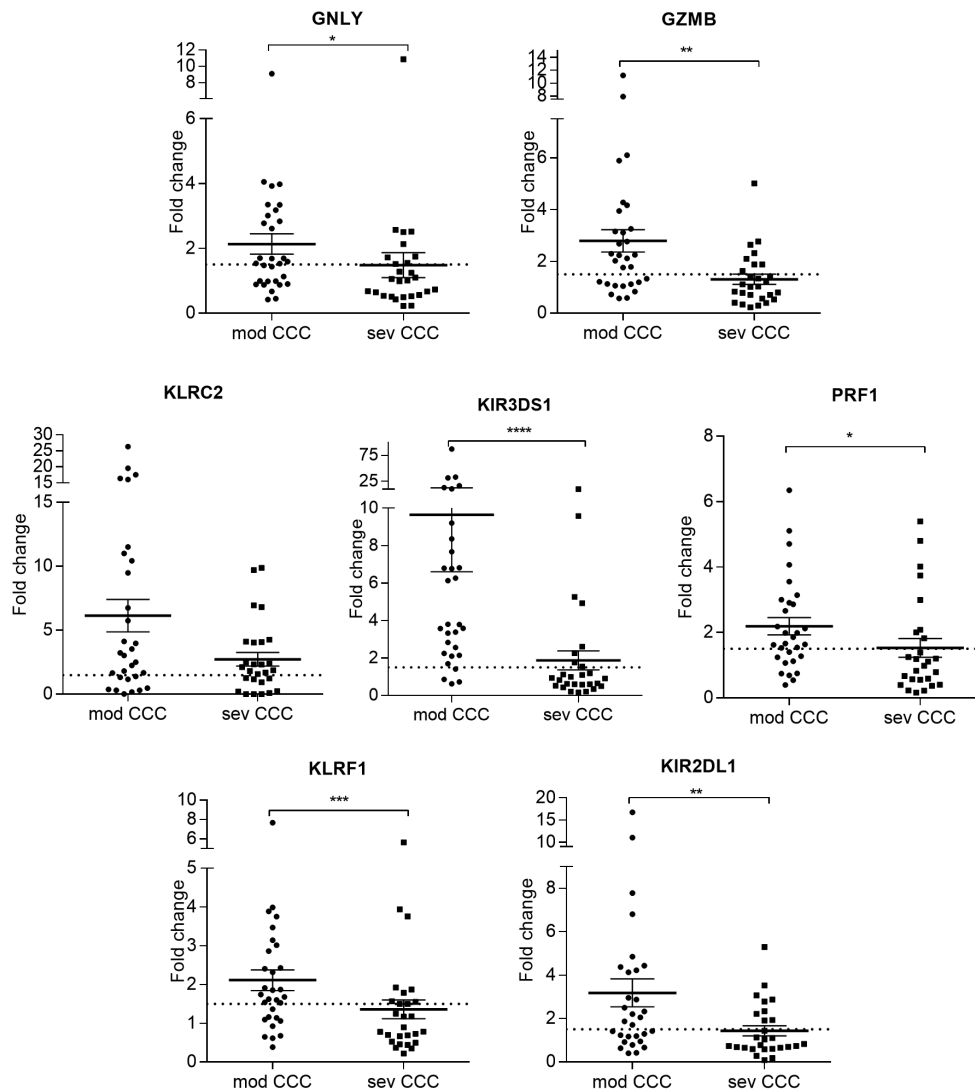 GNLY
*
12
10
8
6
4
2
0
Fold change
mod CCC
sev CCC
GZMB
**
14
12
10
8
6
4
2
0
Fold change
mod CCC
sev CCC
KLRC2
30
25
20
15
10
5
0
Fold change
mod CCC
sev CCC
KIR3DS1
****
75
25
10
8
6
4
2
0
Fold change
mod CCC
sev CCC
PRF1
*
8
6
4
2
0
Fold change
mod CCC
sev CCC
KLRF1
***
10
8
6
5
4
3
2
1
0
Fold change
mod CCC
sev CCC
KIR2DL1
**
20
15
10
8
6
4
2
0
Fold change
mod CCC
sev CCC